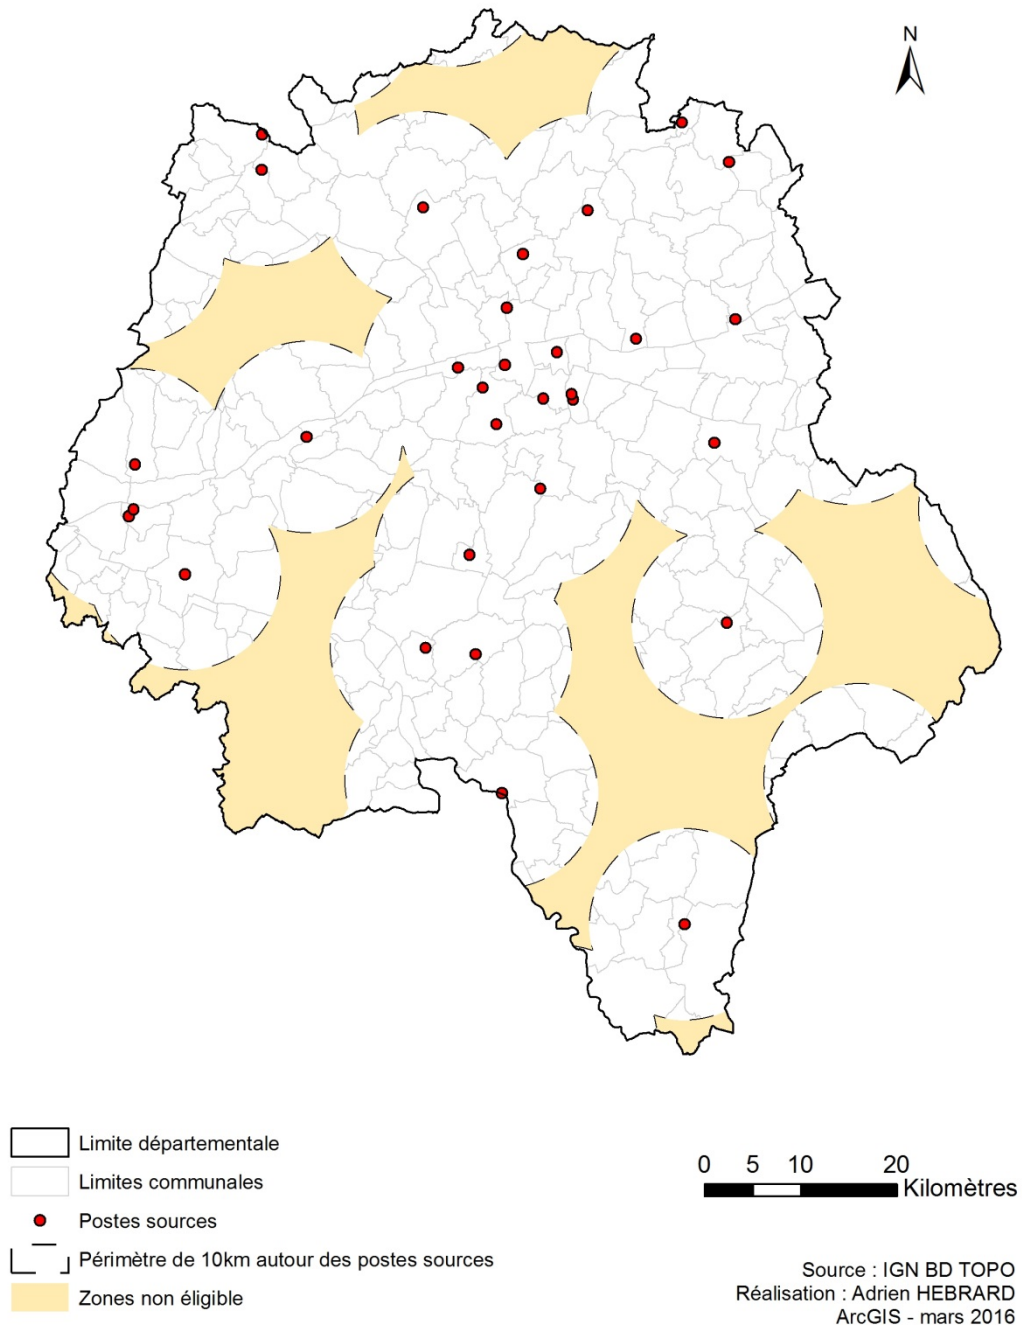 N
Limite départementale
Limites communales
Postes sources
Périmètre de 10km autour des postes sources
Zones non éligible
0 5 10 20
Kilomètres
Source : IGN BD TOPO
Réalisation : Adrien HEBRARD
ArcGIS - mars 2016